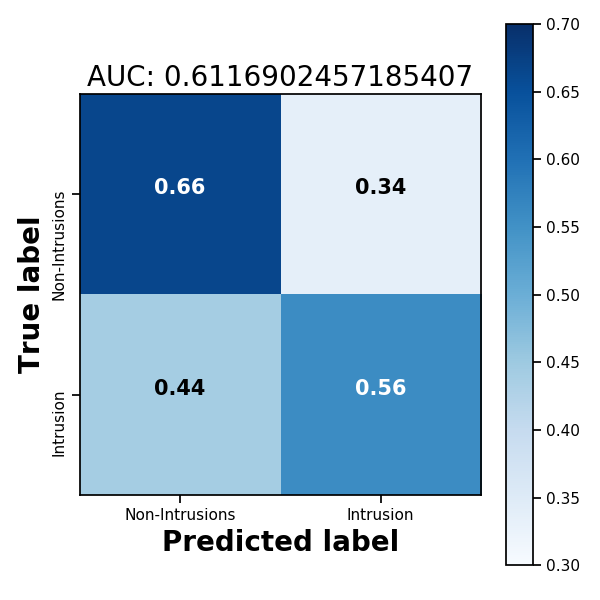 AUC: 0.6116902457185407
True label
Non-Intrusions
Intrusion
0.66
0.34
0.44
0.56
Non-Intrusions
Intrusion
Predicted label
0.70
0.65
0.60
0.55
0.50
0.45
0.40
0.35
0.30